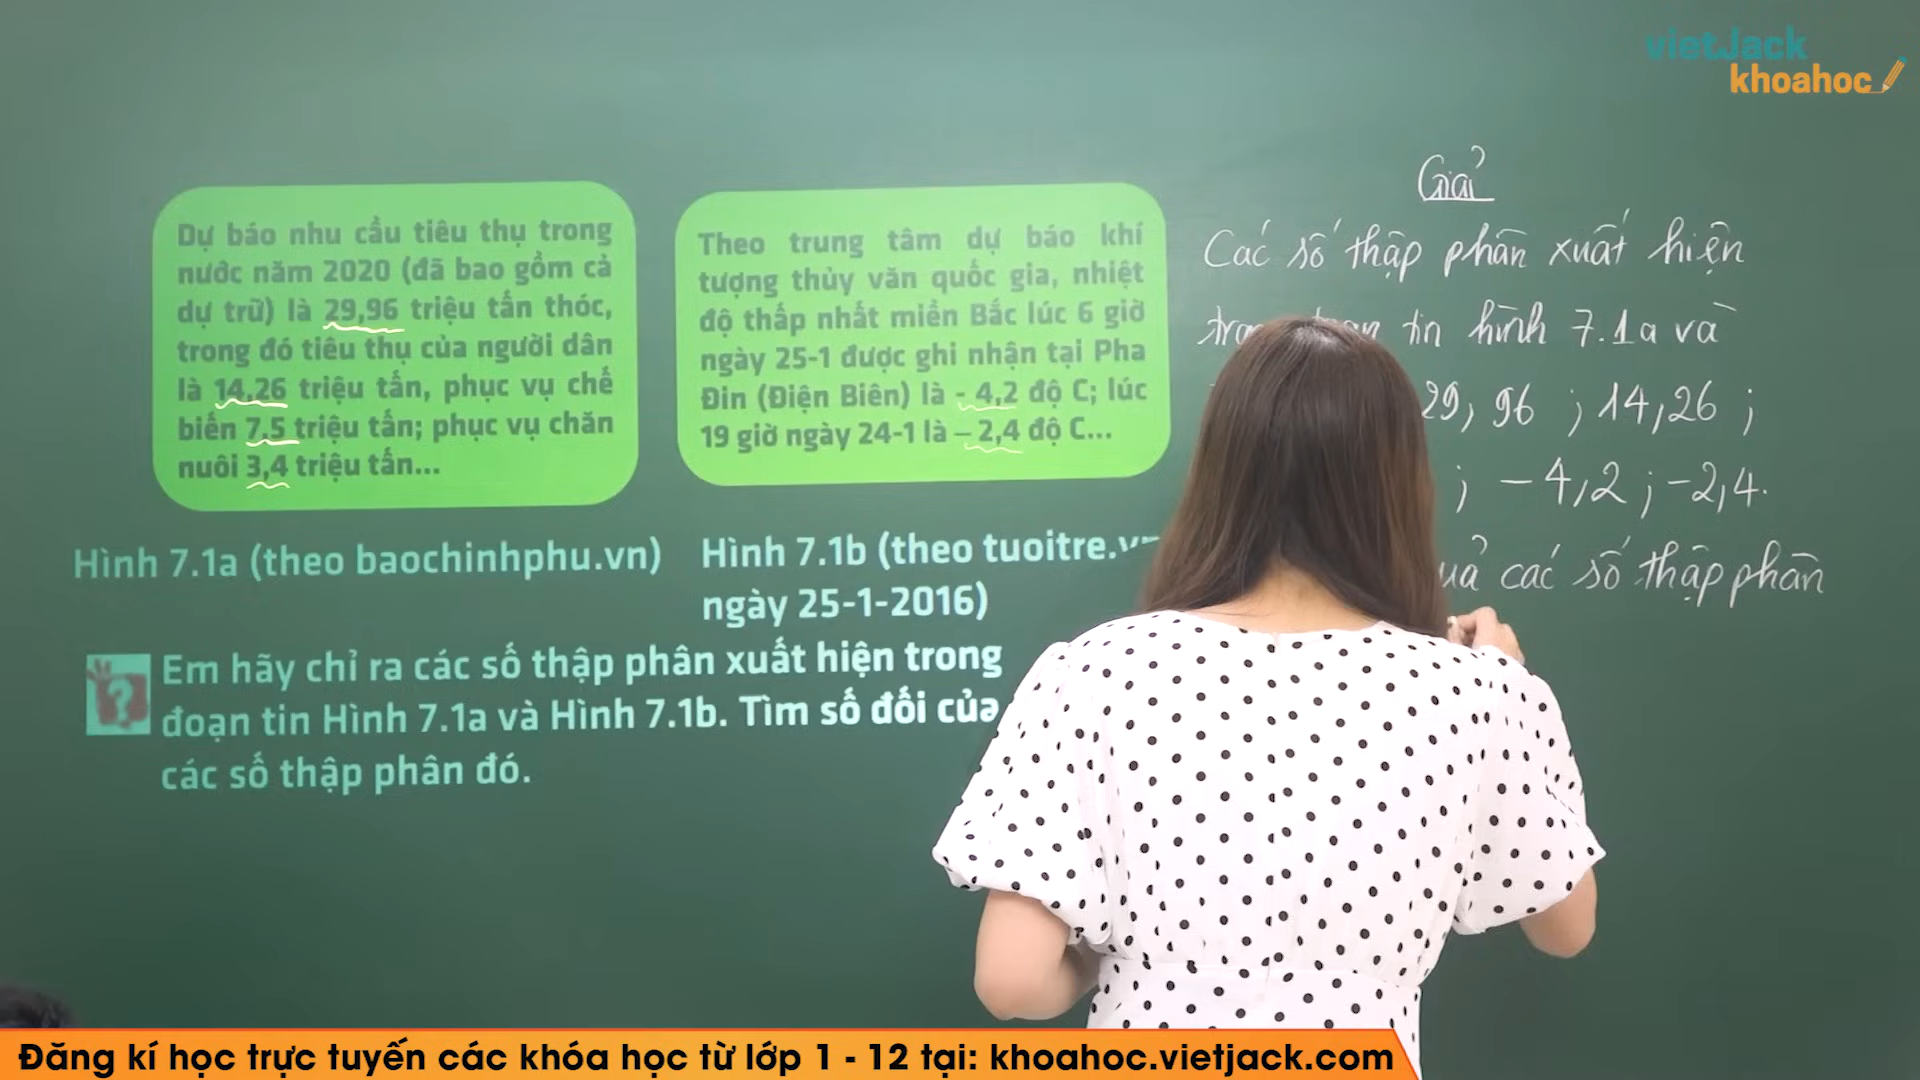 vietJack
khoahoc
Dự báo nhu cầu tiêu thụ trong
nước năm 2020 (đã bao gồm cả
dự trữ) là 29,96 triệu tấn thóc,
trong đó tiêu thụ của người dân
là 14,26 triệu tấn, phục vụ chế
biến 7,5 triệu tấn; phục vụ chăn
nuôi 3,4 triệu tấn...
Hình 7.1a (theo baochinhphu.vn)
Theo trung tâm dự báo khí
tượng thủy văn quốc gia, nhiệt
độ thấp nhất miền Bắc lúc 6 giờ
ngày 25-1 được ghi nhận tại Pha
Đin (Điện Biên) là - 4,2 độ C; lúc
19 giờ ngày 24-1 là – 2,4 độ C...
Hình 7.1b (theo tuoitre.
ngày 25-1-2016)
?
Em hãy chỉ ra các số thập phân xuất hiện trong
đoạn tin Hình 7.1a và Hình 7.1b. Tìm số đối của
các số thập phân đó.
Giải
Các số thập phân xuất hiện
tin hình 7.1a và
29,96 ; 14,26 ;
; -4,2 ; -2,4.
các số thập phân
Đăng kí học trực tuyến các khóa học từ lớp 1 - 12 tại: khoahoc.vietjack.com